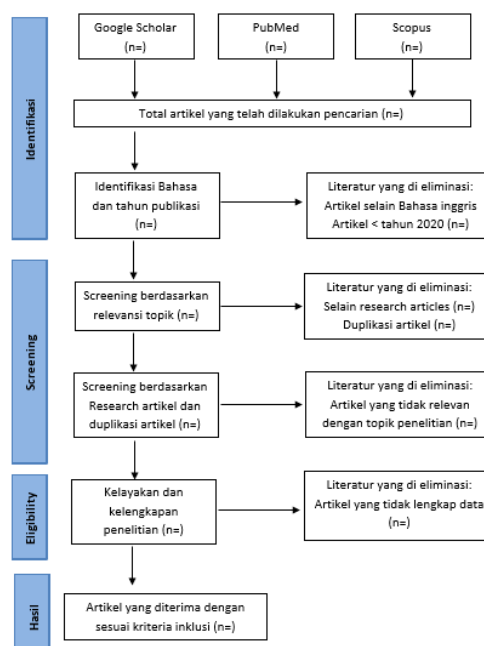 Google Scholar
(n=)
PubMed
(n=)
Scopus
(n=)
Total artikel yang telah dilakukan pencarian (n=)
Identifikasi
Identifikasi Bahasa
dan tahun publikasi
(n=)
Literatur yang di eliminasi:
Artikel selain Bahasa inggris
Artikel < tahun 2020 (n=)
Screening
Screening berdasarkan
relevansi topik (n=)
Literatur yang di eliminasi:
Selain research articles (n=)
Duplikasi artikel (n=)
Screening berdasarkan
Research artikel dan
duplikasi artikel (n=)
Literatur yang di eliminasi:
Artikel yang tidak relevan
dengan topik penelitian (n=)
Eligibility
Kelayakan dan
kelengkapan
penelitian (n=)
Literatur yang di eliminasi:
Artikel yang tidak lengkap data
(n=)
Hasil
Artikel yang diterima dengan
sesuai kriteria inklusi (n=)